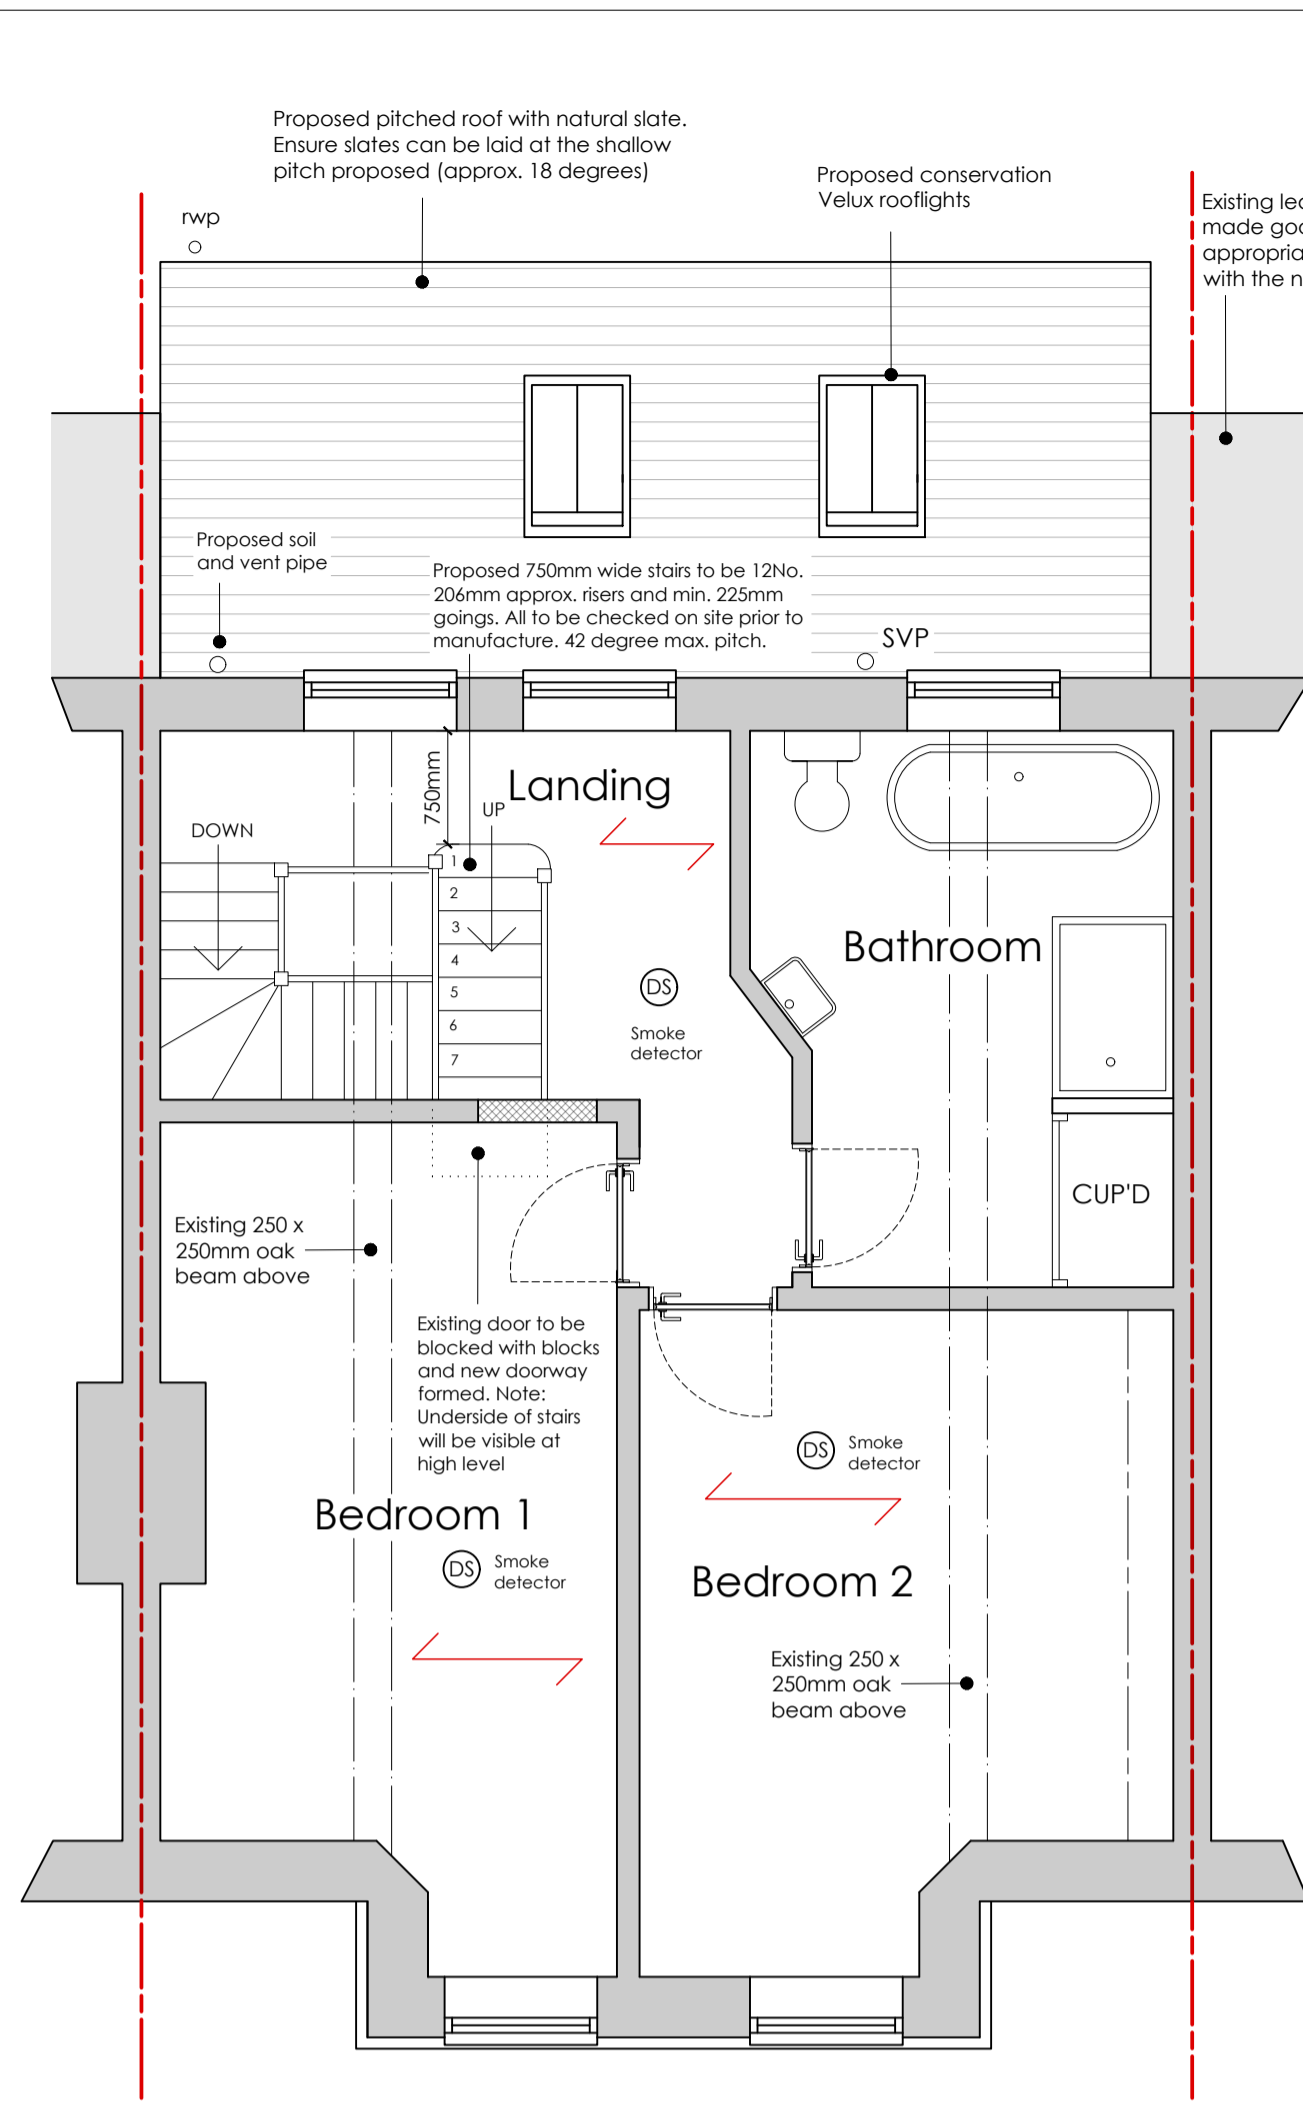 Proposed pitched roof with natural slate.
Ensure slates can be laid at the shallow
pitch proposed (approx. 18 degrees)
Proposed conservation
Velux rooflights
rwp
Existing
made
with the
Proposed soil
and vent pipe
Proposed 750mm wide stairs to be 12No.
206mm approx. risers and min. 225mm
goings. All to be checked on site prior to
manufacture. 42 degree max. pitch.
SVP
750mm
Landing
UP
DOWN
1
2
3
4
5
6
7
Bathroom
DS
Smoke
detector
CUP'D
Existing 250 x
250mm oak
beam above
Existing door to be
blocked with blocks
and new doorway
formed. Note:
Underside of stairs
will be visible at
high level
Bedroom 1
DS
Smoke
detector
DS
Smoke
detector
Bedroom 2
Existing 250 x
250mm oak
beam above